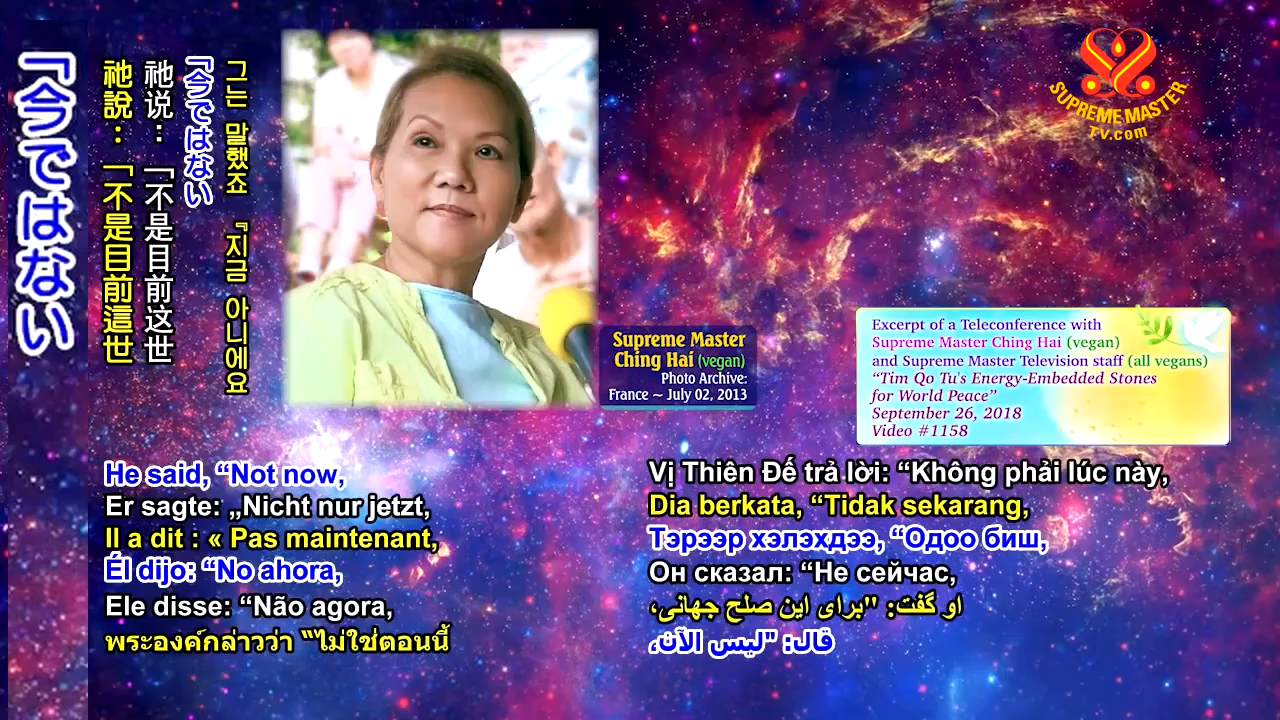 『今ではない
祂說：「不是目前這世
祂说：「不是目前这世
『今ではない
그는 말했죠 『지금 아니에요
SUPREME MASTER
TV.com
Supreme Master
Ching Hai (vegan)
Photo Archive:
France ~ July 02, 2013
Excerpt of a Teleconference with
Supreme Master Ching Hai (vegan)
and Supreme Master Television staff (all vegans)
“Tim Qo Tu's Energy-Embedded Stones
for World Peace”
September 26, 2018
Video #1158
He said, “Not now,
Er sagte: „Nicht nur jetzt,
Il a dit : « Pas maintenant,
Él dijo: “No ahora,
Ele disse: “Não agora,
พระองค์กล่าวว่า “ไม่ใช่ตอนนี้
Vị Thiên Đế trả lời: “Không phải lúc này,
Dia berkata, “Tidak sekarang,
Тэрээр хэлэхдээ, “Одоо биш,
Он сказал: “Не сейчас,
او گفت: "برای این صلح جهانی،
قال: "ليس الآن،